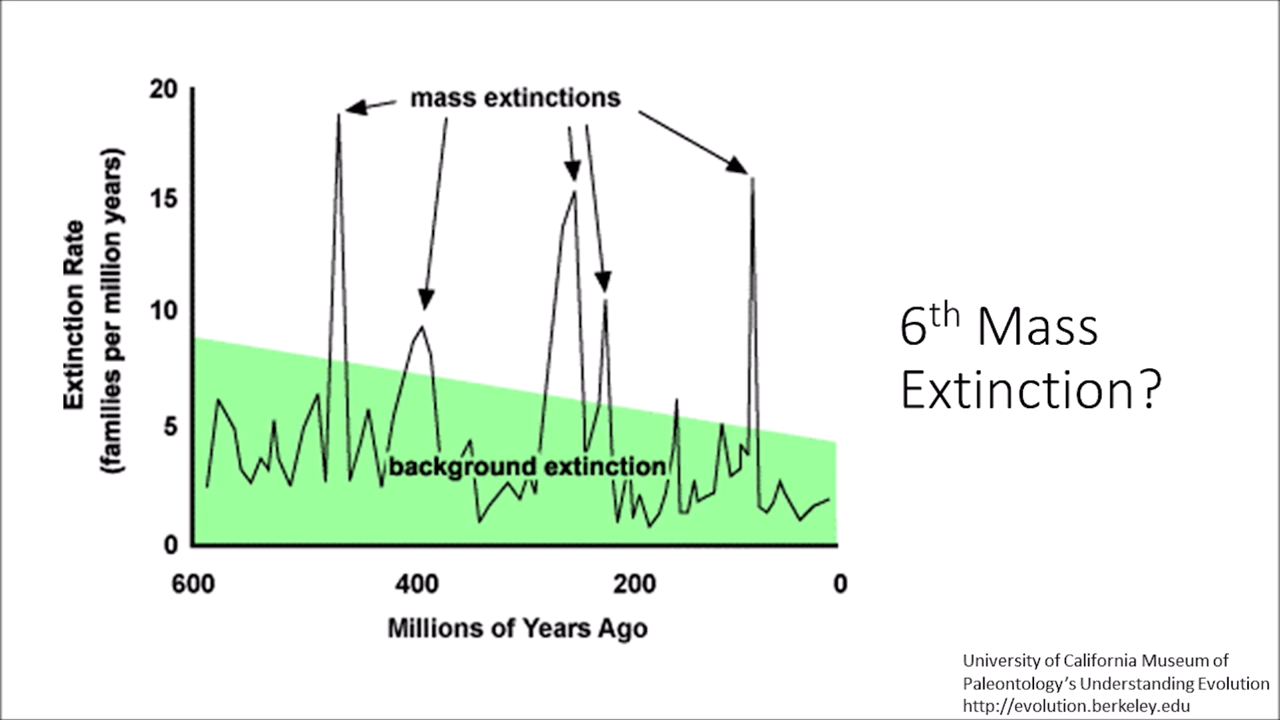 mass extinctions
20
15
10
5
0
Extinction Rate
(families per million years)
background extinction
600
400
200
0
Millions of Years Ago
6th Mass
Extinction?
University of California Museum of
Paleontology’s Understanding Evolution
http://evolution.berkeley.edu